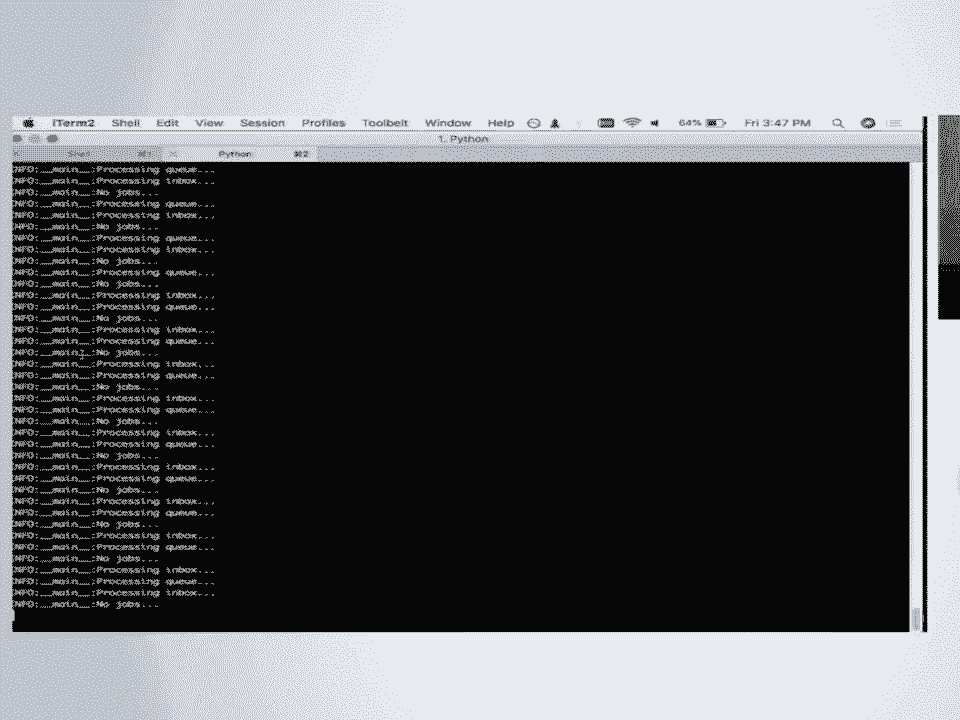 iTerm2 Shell Edit View Session Profiles Toolbelt Window Help 64% Fri 3:47 PM
1. Python
Shell ⌘1 Python ⌘2
INFO:__main__:Processing queue...
INFO:__main__:Processing inbox...
INFO:__main__:No jobs...
INFO:__main__:Processing queue...
INFO:__main__:Processing inbox...
INFO:__main__:No jobs...
INFO:__main__:Processing queue...
INFO:__main__:Processing inbox...
INFO:__main__:No jobs...
INFO:__main__:Processing queue...
INFO:__main__:No jobs...
INFO:__main__:Processing inbox...
INFO:__main__:Processing queue...
INFO:__main__:No jobs...
INFO:__main__:Processing inbox...
INFO:__main__:Processing queue...
INFO:__main__:No jobs...
INFO:__main__:Processing inbox...
INFO:__main__:Processing queue...
INFO:__main__:No jobs...
INFO:__main__:Processing inbox...
INFO:__main__:Processing queue...
INFO:__main__:No jobs...
INFO:__main__:Processing inbox...
INFO:__main__:Processing queue...
INFO:__main__:No jobs...
INFO:__main__:Processing inbox...
INFO:__main__:Processing queue...
INFO:__main__:No jobs...
INFO:__main__:Processing inbox...
INFO:__main__:Processing queue...
INFO:__main__:No jobs...
INFO:__main__:Processing inbox...
INFO:__main__:Processing queue...
INFO:__main__:No jobs...
INFO:__main__:Processing inbox...
INFO:__main__:Processing queue...
INFO:__main__:Processing inbox...
INFO:__main__:No jobs...